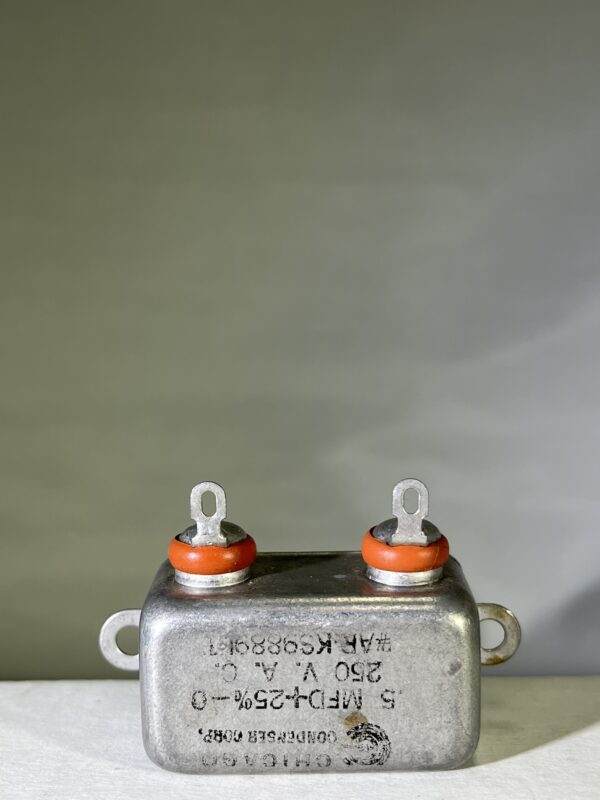 CHICAGO
CONDENSER CORP.
.5 MFD+25%-0
250 V. A. C.